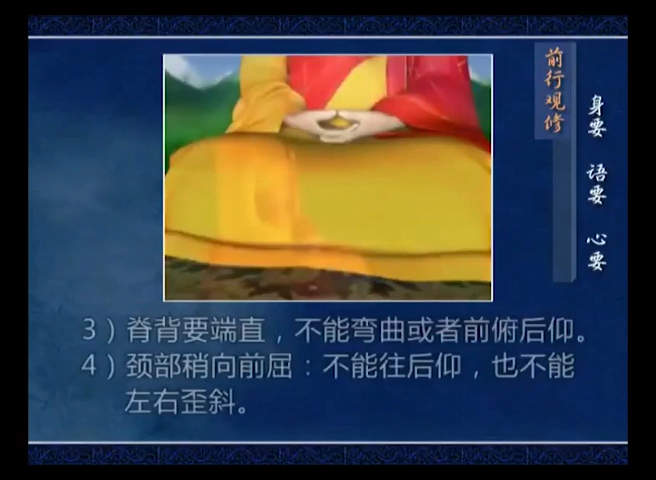 前行观修
身要 语要 心要
3）脊背要端直，不能弯曲或者前俯后仰。
4）颈部稍向前屈：不能往后仰，也不能
左右歪斜。